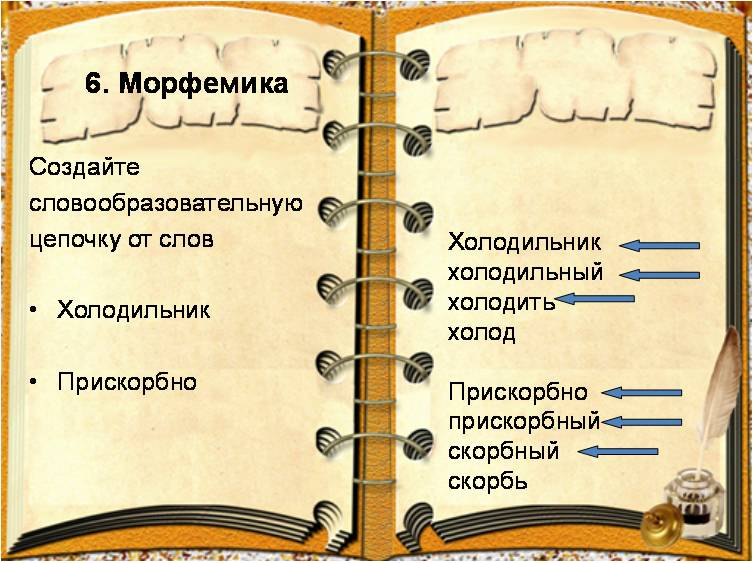 6. Морфемика
Создайте
словообразовательную
цепочку от слов
• Холодильник
• Прискорбно
Холодильник
холодильный
холодить
холод
Прискорбно
прискорбный
скорбный
скорбь